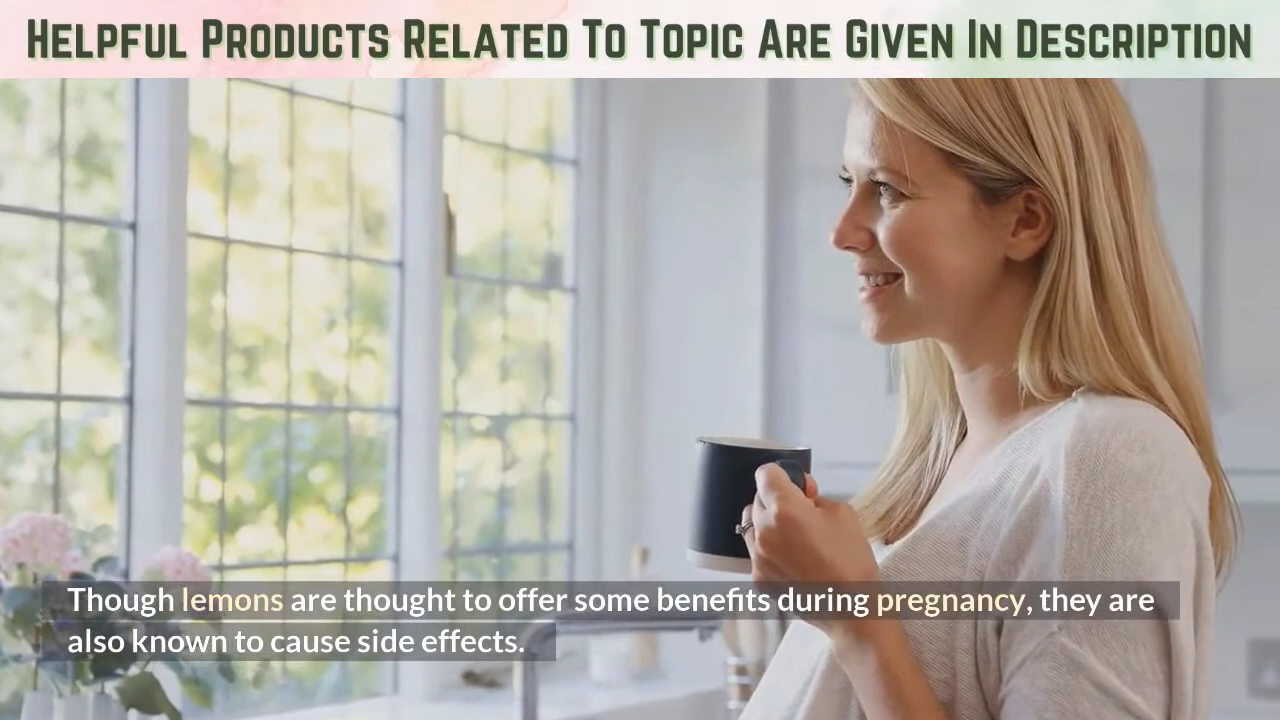 Helpful Products Related To Topic Are Given In Description
Though lemons are thought to offer some benefits during pregnancy, they are
also known to cause side effects.